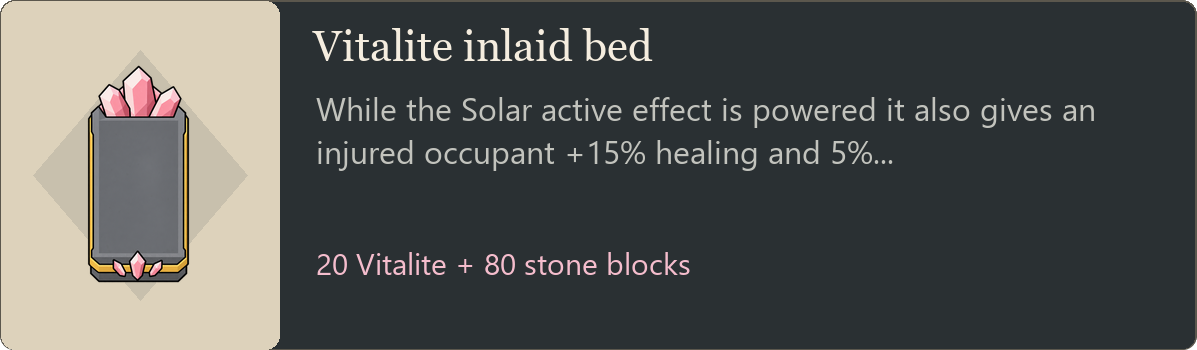 Vitalite inlaid bed
While the Solar active effect is powered it also gives an
injured occupant +15% healing and 5%...
20 Vitalite + 80 stone blocks